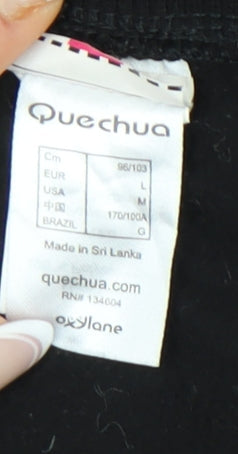 Quechua
Cm 96/103
EUR L
USA M
中国 170/100A
BRAZIL G
Made in Sri Lanka
quechua.com
RN# 134604
oxylane